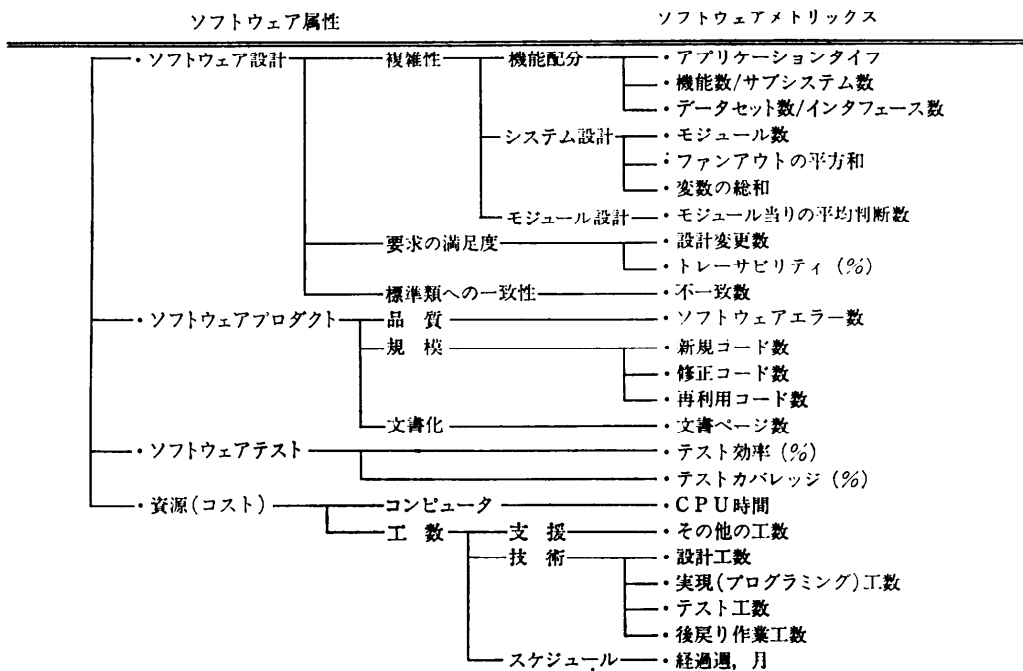 ソフトウェア属性 ソフトウェアメトリックス
・ソフトウェア設計 複雑性 機能配分 ・アプリケーションタイプ
・機能数/サブシステム数
・データセット数/インタフェース数
システム設計 ・モジュール数
・ファンアウトの平方和
・変数の総和
モジュール設計 ・モジュール当りの平均判断数
要求の満足度 ・設計変更数
・トレーサビリティ(%)
標準類への一致性 ・不一致数
・ソフトウェアプロダクト 品 質 ・ソフトウェアエラー数
規 模 ・新規コード数
・修正コード数
・再利用コード数
文書化 ・文書ページ数
・ソフトウェアテスト ・テスト効率(%)
・テストカバレッジ(%)
・資源(コスト) コンピュータ ・CPU時間
工 数 支 援 ・その他の工数
技 術 ・設計工数
・実現(プログラミング)工数
・テスト工数
・後戻り作業工数
スケジュール ・経過週,月